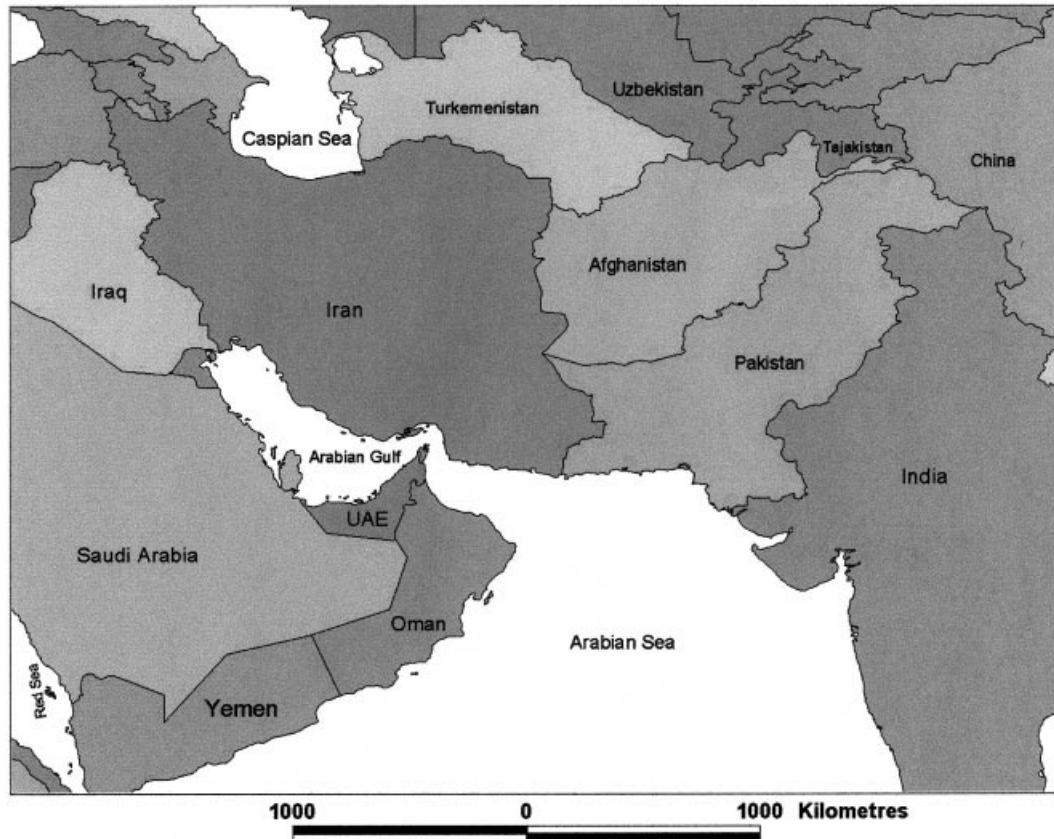 Uzbekistan
Turkemenistan
Caspian Sea
Tajakistan
China
Afghanistan
Iraq
Iran
Pakistan
Arabian Gulf
India
UAE
Saudi Arabia
Oman
Arabian Sea
Red Sea
Yemen
1000 0 1000 Kilometres